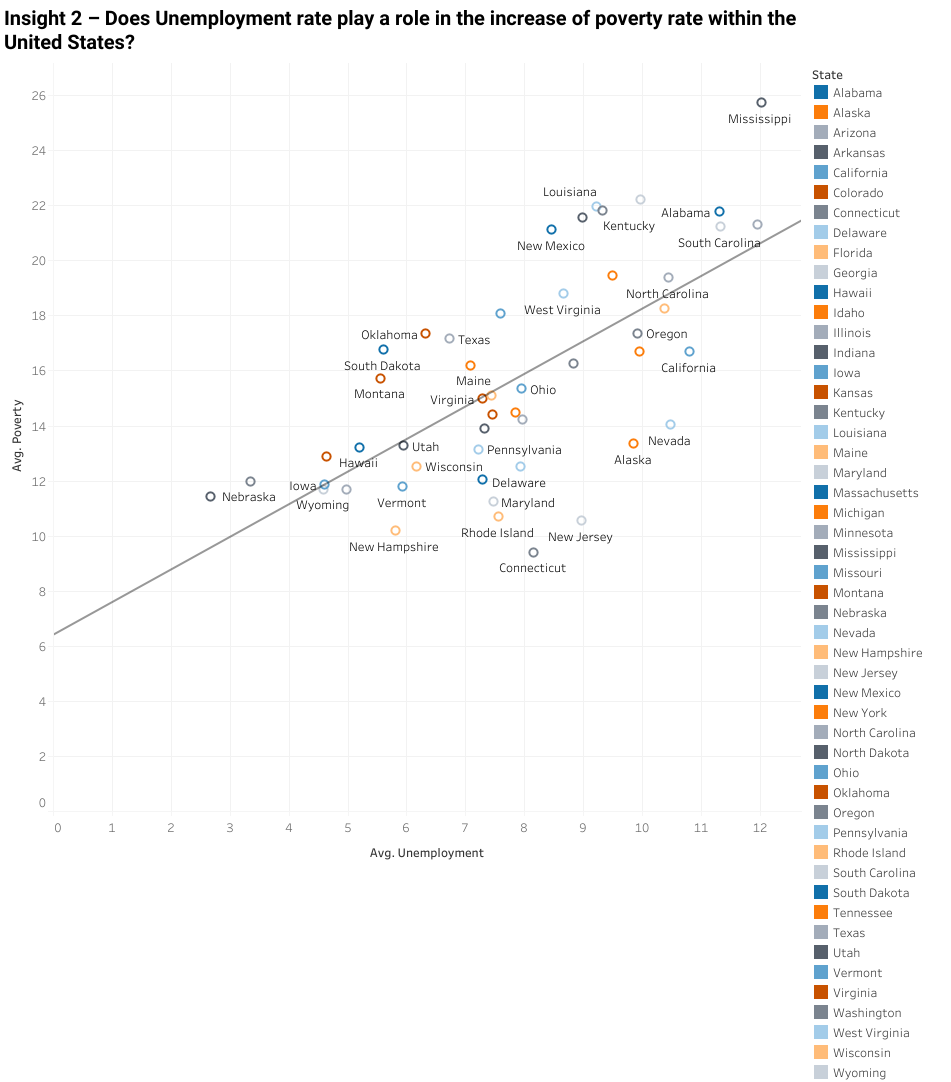 Insight 2 – Does Unemployment rate play a role in the increase of poverty rate within the
United States?
State
Alabama
Alaska
Arizona
Arkansas
California
Colorado
Connecticut
Delaware
Florida
Georgia
Hawaii
Idaho
Illinois
Indiana
Iowa
Kansas
Kentucky
Louisiana
Maine
Maryland
Massachusetts
Michigan
Minnesota
Mississippi
Missouri
Montana
Nebraska
Nevada
New Hampshire
New Jersey
New Mexico
New York
North Carolina
North Dakota
Ohio
Oklahoma
Oregon
Pennsylvania
Rhode Island
South Carolina
South Dakota
Tennessee
Texas
Utah
Vermont
Virginia
Washington
West Virginia
Wisconsin
Wyoming
Avg. Poverty
26
24
22
20
18
16
14
12
10
8
6
4
2
0
Mississippi
Louisiana
Kentucky
Alabama
New Mexico
South Carolina
North Carolina
West Virginia
Oklahoma
Texas
Oregon
South Dakota
California
Maine
Montana
Ohio
Virginia
Nevada
Utah
Pennsylvania
Alaska
Hawaii
Wisconsin
Iowa
Delaware
Nebraska
Wyoming
Vermont
Maryland
Rhode Island
New Jersey
New Hampshire
Connecticut
0 1 2 3 4 5 6 7 8 9 10 11 12
Avg. Unemployment